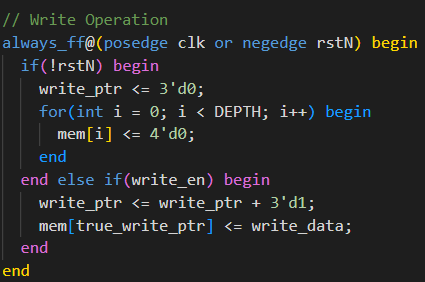 // Write Operation
always_ff@(posedge clk or negedge rstN) begin
  if(!rstN) begin
    write_ptr <= 3'd0;
    for(int i = 0; i < DEPTH; i++) begin
      mem[i] <= 4'd0;
    end
  end else if(write_en) begin
    write_ptr <= write_ptr + 3'd1;
    mem[true_write_ptr] <= write_data;
  end
end